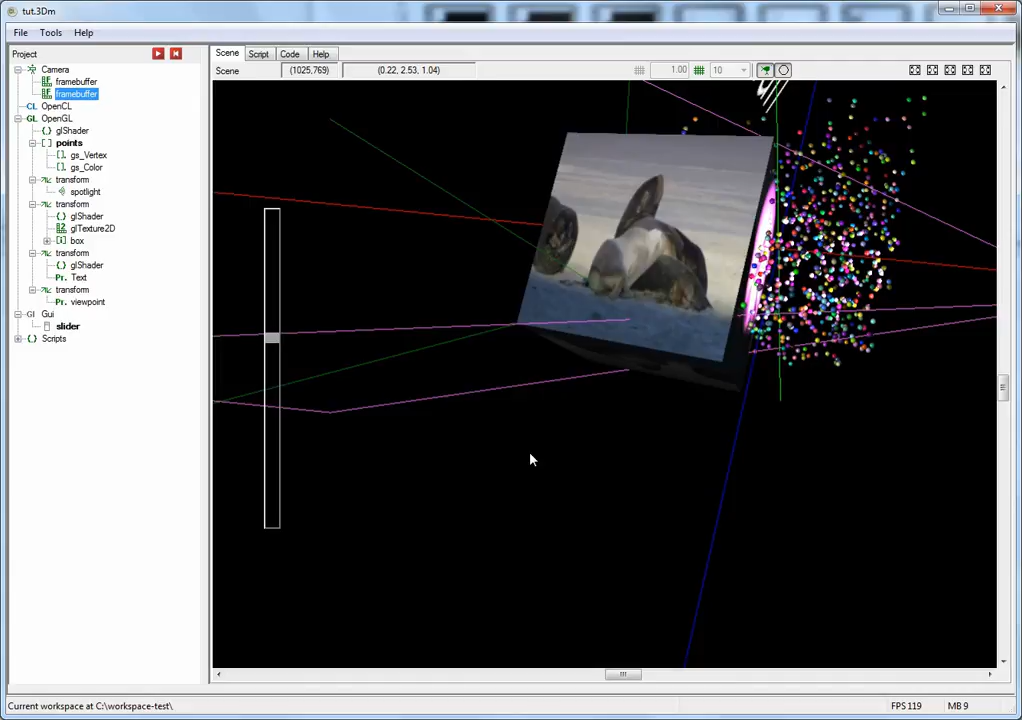 tut.3Dm
File Tools Help
Project
Scene Script Code Help
Scene (1025,769) (0.22, 2.53, 1.04) 1.00 10
Camera
framebuffer
framebuffer
CL OpenCL
GL OpenGL
{} glShader
[ ] points
[ ]. gs_Vertex
[ ]. gs_Color
transform
spotlight
transform
{} glShader
glTexture2D
[i] box
transform
{} glShader
Pr. Text
transform
Pr. viewpoint
GI Gui
slider
{} Scripts
Current workspace at C:\workspace-test\ FPS 119 MB 9